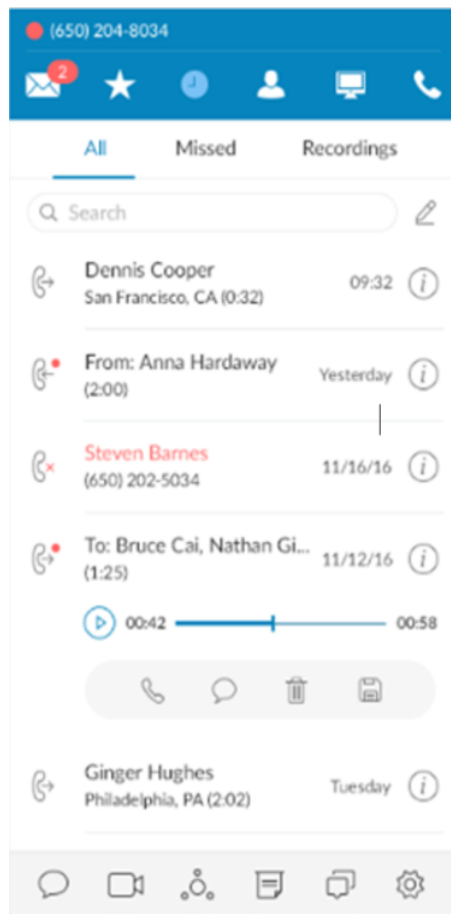 (650) 204-8034
2
All Missed Recordings
Search
Dennis Cooper
San Francisco, CA (0:32)
09:32
From: Anna Hardaway
(2:00)
Yesterday
Steven Barnes
(650) 202-5034
11/16/16
To: Bruce Cai, Nathan Gi...
(1:25)
11/12/16
00:42 00:58
Ginger Hughes
Philadelphia, PA (2:02)
Tuesday